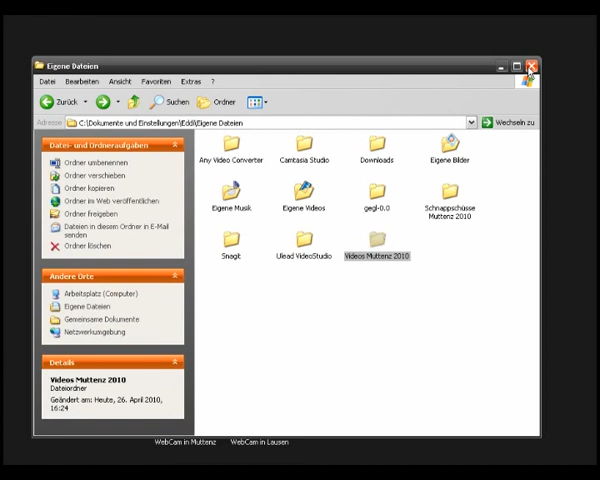 Eigene Dateien
Datei Bearbeiten Ansicht Favoriten Extras ?
Zurück Suchen Ordner
Adresse C:\Dokumente und Einstellungen\Eddi\Eigene Dateien Wechseln zu
Datei- und Ordneraufgaben
Ordner umbenennen
Ordner verschieben
Ordner kopieren
Ordner im Web veröffentlichen
Ordner freigeben
Dateien in diesem Ordner in E-Mail
senden
Ordner löschen
Andere Orte
Arbeitsplatz (Computer)
Eigene Dateien
Gemeinsame Dokumente
Netzwerkumgebung
Details
Videos Muttenz 2010
Dateiordner
Geändert am: Heute, 26. April 2010,
16:24
Any Video Converter Camtasia Studio Downloads Eigene Bilder
Eigene Musik Eigene Videos gegl-0.0 Schnappschüsse
Muttenz 2010
SnagIt Ulead VideoStudio Videos Muttenz 2010
WebCam in Muttenz WebCam in Lausen